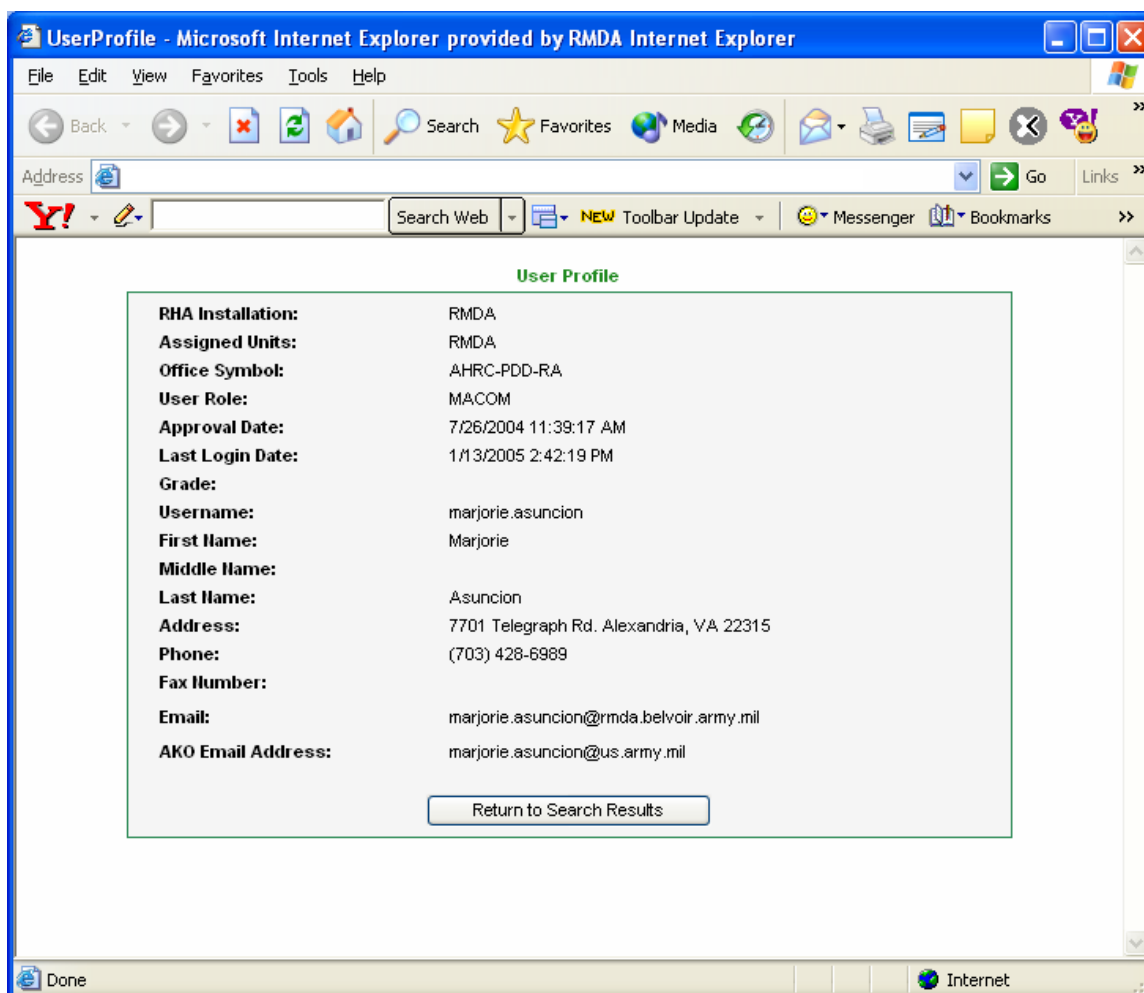 UserProfile - Microsoft Internet Explorer provided by RMDA Internet Explorer
File Edit View Favorites Tools Help
Back Search Favorites Media
Address Go Links
Y! Search Web NEW Toolbar Update Messenger Bookmarks
User Profile
RHA Installation: RMDA
Assigned Units: RMDA
Office Symbol: AHRC-PDD-RA
User Role: MACOM
Approval Date: 7/26/2004 11:39:17 AM
Last Login Date: 1/13/2005 2:42:19 PM
Grade:
Username: marjorie.asuncion
First Name: Marjorie
Middle Name:
Last Name: Asuncion
Address: 7701 Telegraph Rd. Alexandria, VA 22315
Phone: (703) 428-6989
Fax Number:
Email: marjorie.asuncion@rmda.belvoir.army.mil
AKO Email Address: marjorie.asuncion@us.army.mil
Return to Search Results
Done Internet